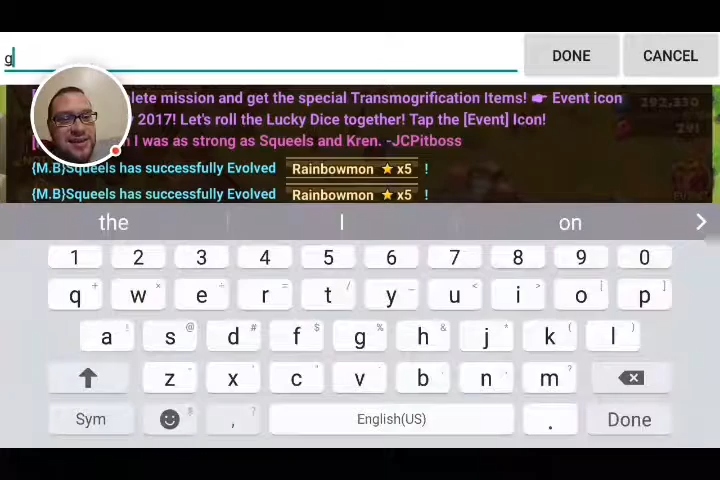 g
DONE
CANCEL
lete mission and get the special Transmogrification Items! Event icon
2017! Let's roll the Lucky Dice together! Tap the [Event] Icon!
I was as strong as Squeels and Kren. -JCPitboss
{M.B}Squeels has successfully Evolved Rainbowmon ★ x5 !
{M.B}Squeels has successfully Evolved Rainbowmon ★ x5 !
the I on >
1 2 3 4 5 6 7 8 9 0
q + w × e ÷ r = t / y _ u < i > o [ p ]
a ! s @ d # f $ g % h & j * k ( l )
z - x ' c " v : b ; n , m ?
Sym , ? English(US) . Done